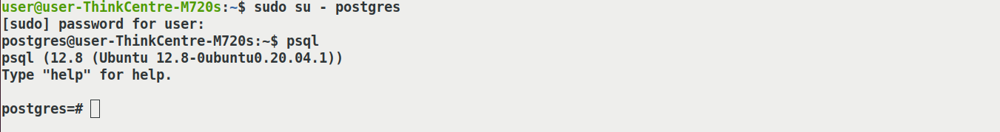 user@user-ThinkCentre-M720s:~$ sudo su - postgres
[sudo] password for user:
postgres@user-ThinkCentre-M720s:~$ psql
psql (12.8 (Ubuntu 12.8-0ubuntu0.20.04.1))
Type "help" for help.
postgres=#